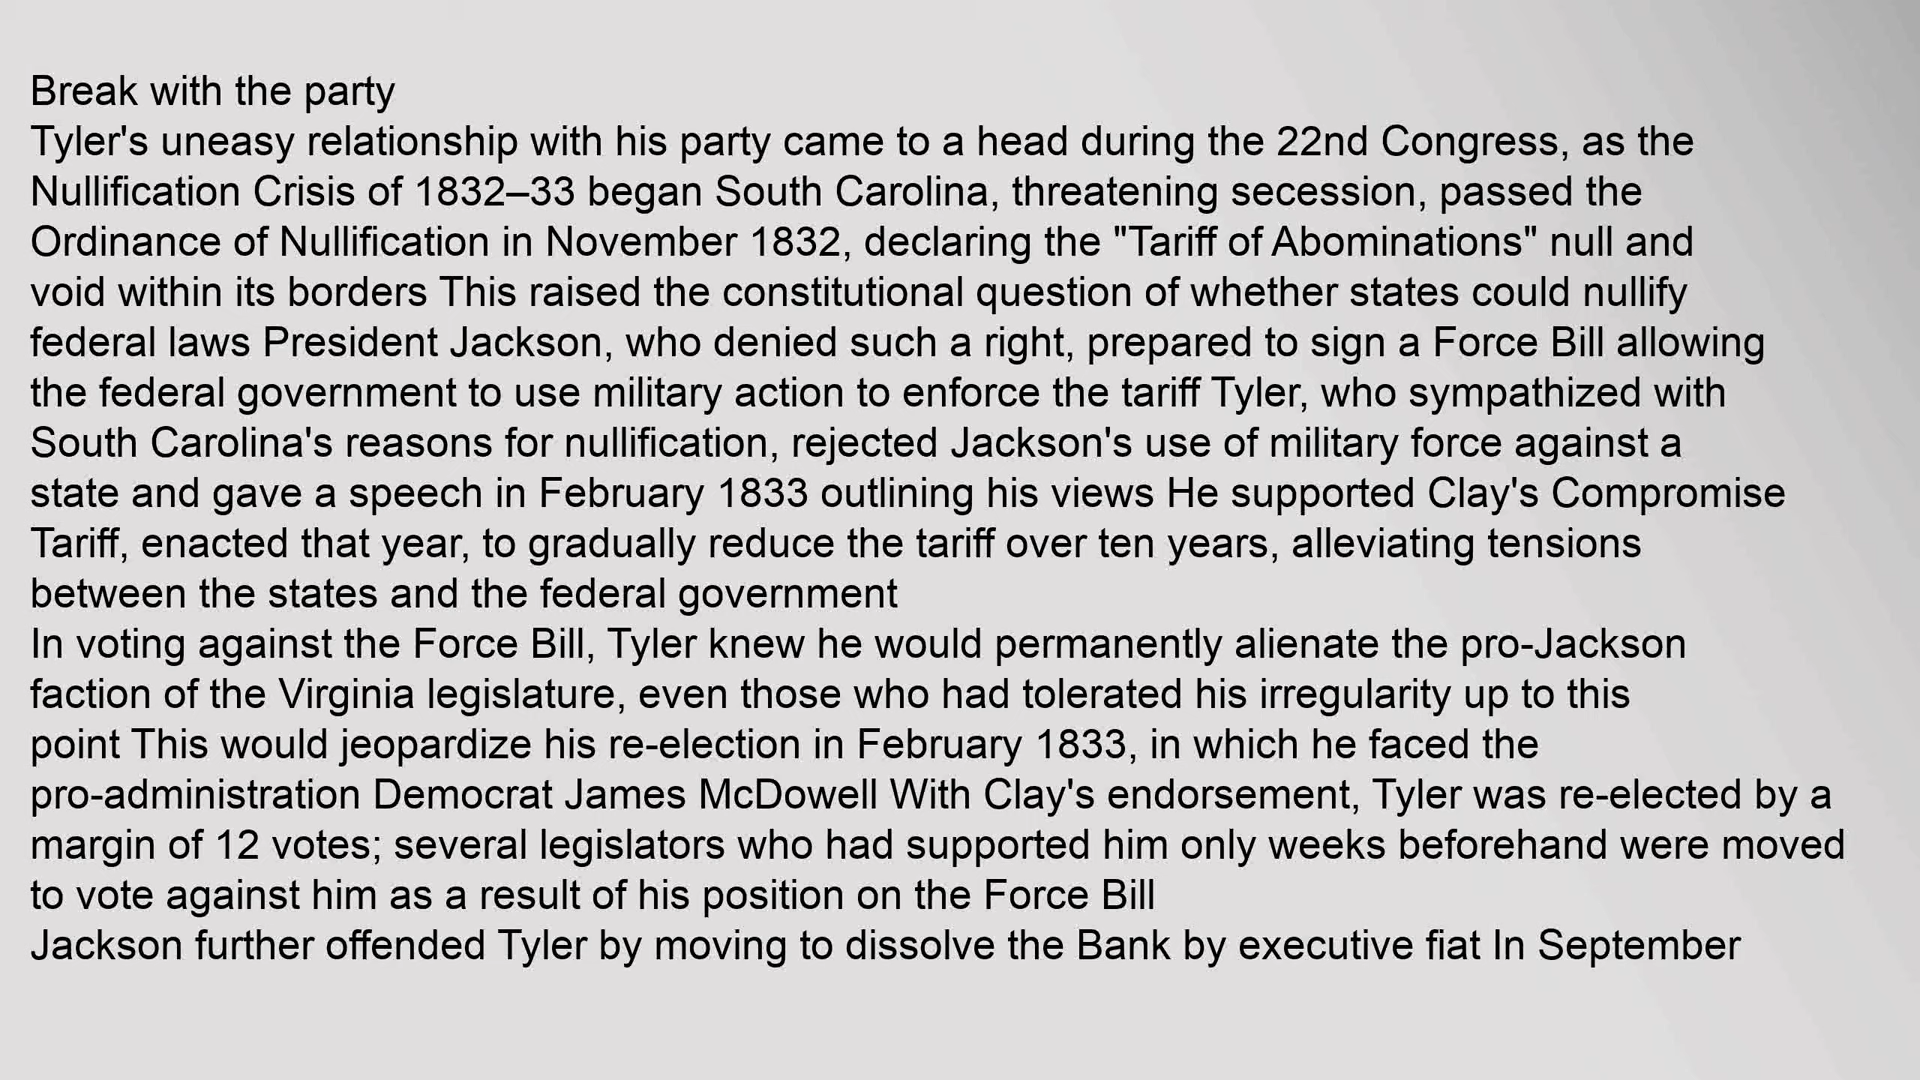 Break with the party
Tyler's uneasy relationship with his party came to a head during the 22nd Congress, as the
Nullification Crisis of 1832–33 began South Carolina, threatening secession, passed the
Ordinance of Nullification in November 1832, declaring the "Tariff of Abominations" null and
void within its borders This raised the constitutional question of whether states could nullify
federal laws President Jackson, who denied such a right, prepared to sign a Force Bill allowing
the federal government to use military action to enforce the tariff Tyler, who sympathized with
South Carolina's reasons for nullification, rejected Jackson's use of military force against a
state and gave a speech in February 1833 outlining his views He supported Clay's Compromise
Tariff, enacted that year, to gradually reduce the tariff over ten years, alleviating tensions
between the states and the federal government
In voting against the Force Bill, Tyler knew he would permanently alienate the pro-Jackson
faction of the Virginia legislature, even those who had tolerated his irregularity up to this
point This would jeopardize his re-election in February 1833, in which he faced the
pro-administration Democrat James McDowell With Clay's endorsement, Tyler was re-elected by a
margin of 12 votes; several legislators who had supported him only weeks beforehand were moved
to vote against him as a result of his position on the Force Bill
Jackson further offended Tyler by moving to dissolve the Bank by executive fiat In September